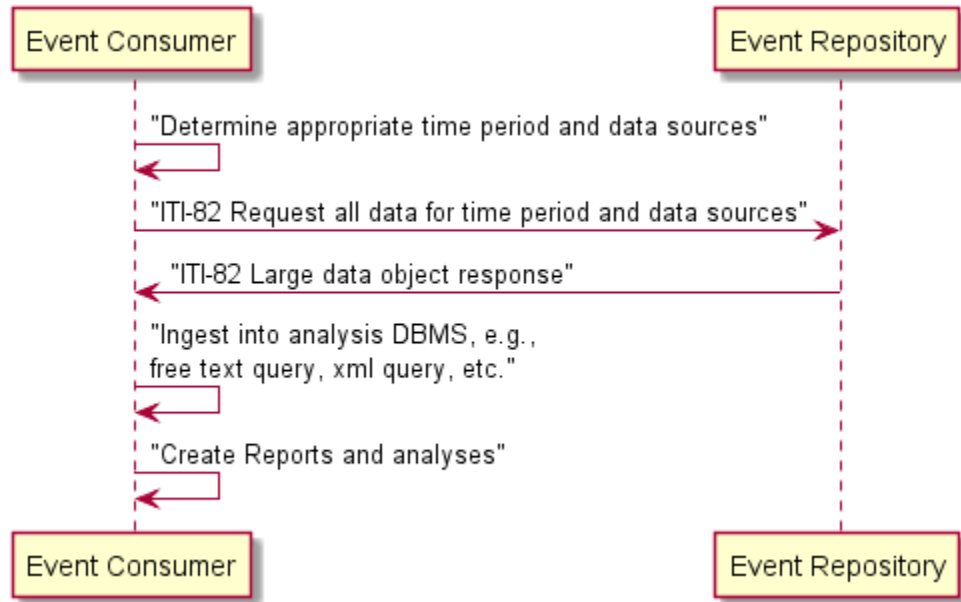 Event Consumer
Event Repository
"Determine appropriate time period and data sources"
"ITI-82 Request all data for time period and data sources"
"ITI-82 Large data object response"
"Ingest into analysis DBMS, e.g.,
free text query, xml query, etc."
"Create Reports and analyses"
Event Consumer
Event Repository